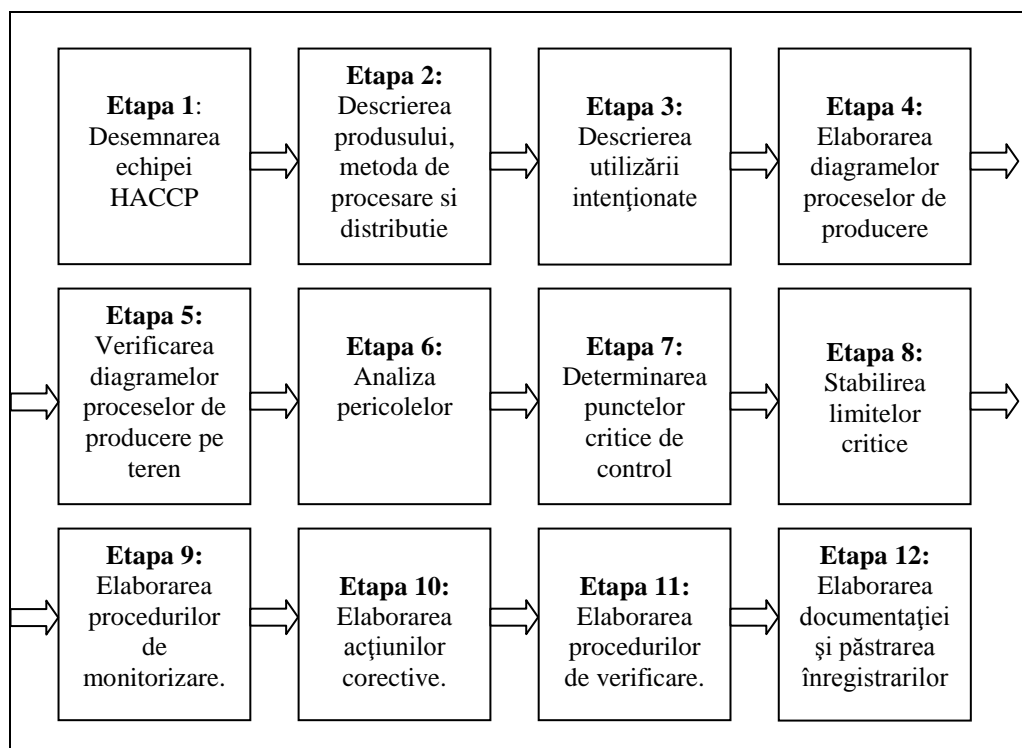 Etapa 1:
Desemnarea
echipei
HACCP
Etapa 2:
Descrierea
produsului,
metoda de
procesare si
distributie
Etapa 3:
Descrierea
utilizării
intenţionate
Etapa 4:
Elaborarea
diagramelor
proceselor de
producere
Etapa 5:
Verificarea
diagramelor
proceselor de
producere pe
teren
Etapa 6:
Analiza
pericolelor
Etapa 7:
Determinarea
punctelor
critice de
control
Etapa 8:
Stabilirea
limitelor
critice
Etapa 9:
Elaborarea
procedurilor
de
monitorizare.
Etapa 10:
Elaborarea
acţiunilor
corective.
Etapa 11:
Elaborarea
procedurilor
de verificare.
Etapa 12:
Elaborarea
documentaţiei
şi păstrarea
înregistrarilor